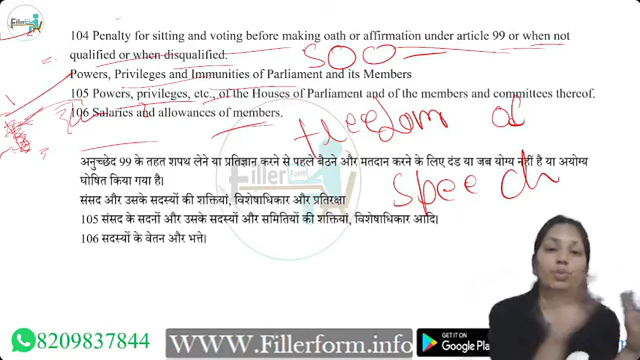 Filler Form
104 Penalty for sitting and voting before making oath or affirmation under article 99 or when not
qualified or when disqualified.
500
Powers, Privileges and Immunities of Parliament and its Members
105 Powers, privileges, etc., of the Houses of Parliament and of the members and committees thereof.
106 Salaries and allowances of members.
freedom of
speech
अनुच्छेद 99 के तहत शपथ लेने या प्रतिज्ञान करने से पहले बैठने और मतदान करने के लिए दंड या जब योग्य नहीं है या अयोग्य
घोषित किया गया है।
संसद और उसके सदस्यों की शक्तियां, विशेषाधिकार और प्रतिरक्षा
105 संसद के सदनों और उसके सदस्यों और समितियों की शक्तियां, विशेषाधिकार आदि।
106 सदस्यों के वेतन और भत्ते।
FillerForm
8209837844
WWW.Fillerform.info
GET IT ON
Google Play